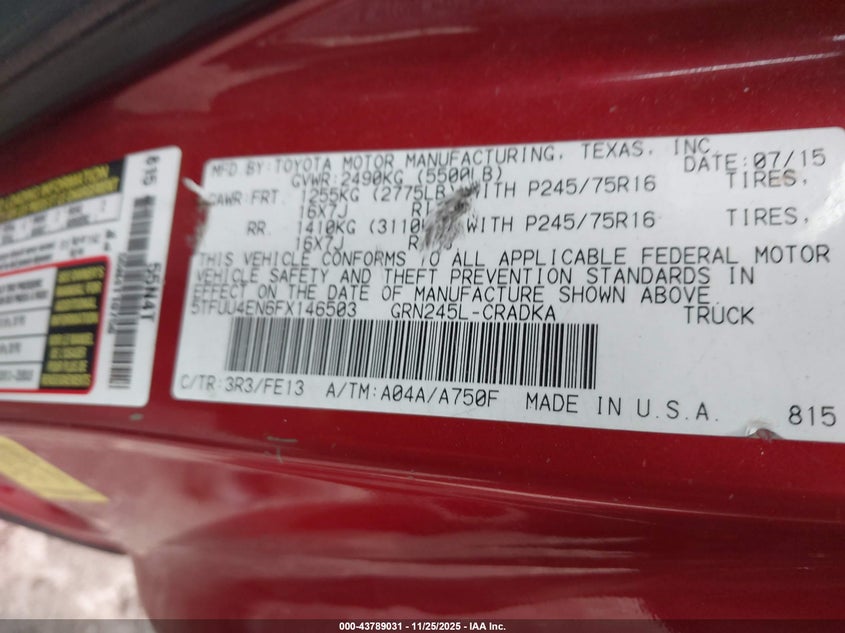 MFD BY: TOYOTA MOTOR MANUFACTURING, TEXAS, INC. DATE: 07/15
GVWR: 2490KG (5500LB)
GAWR: FRT. 1255KG (2775LB) WITH P245/75R16 TIRES,
16X7J
RR. 1410KG (3110 WITH P245/75R16 TIRES,
16X7J
THIS VEHICLE CONFORMS TO ALL APPLICABLE FEDERAL MOTOR
VEHICLE SAFETY AND THEFT PREVENTION STANDARDS IN
EFFECT ON THE DATE OF MANUFACTURE SHOWN ABOVE
5TFUU4EN6FX146503 GRN245L-CRADKA TRUCK
C/TR: 3R3/FE13 A/TM: A04A/A750F MADE IN U.S.A. 815
815
55N4T
000-43789031 - 11/25/2025 - IAA Inc.